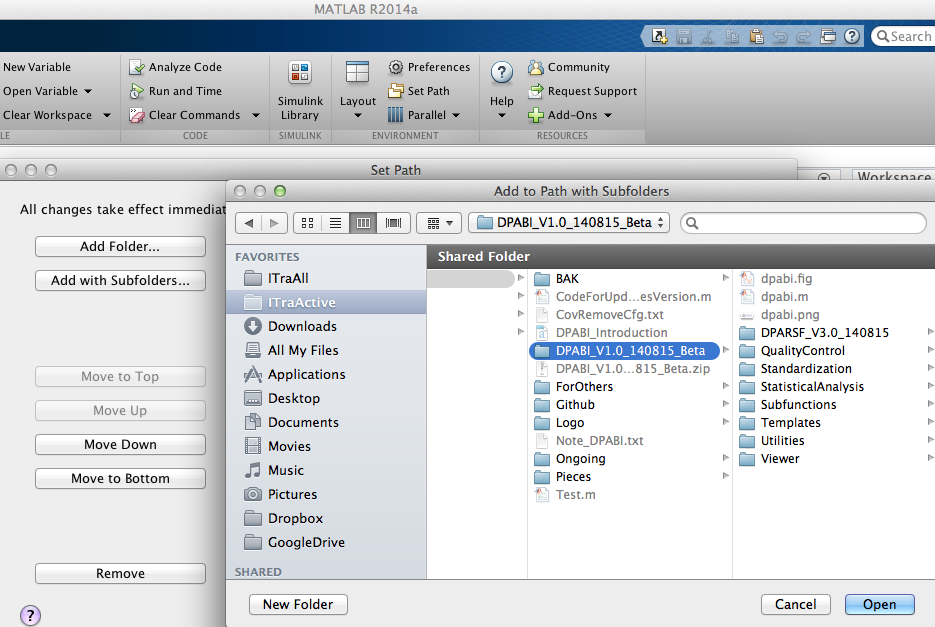 MATLAB R2014a
Search
New Variable
Analyze Code
Preferences
Community
Open Variable
Run and Time
Set Path
Request Support
Clear Workspace
Clear Commands
Simulink
Library
Layout
Parallel
Help
Add-Ons
LE
CODE
SIMULINK
ENVIRONMENT
RESOURCES
Set Path
Workspace
Add to Path with Subfolders
All changes take effect immediat
Add Folder...
Add with Subfolders...
Move to Top
Move Up
Move Down
Move to Bottom
Remove
DPABI_V1.0_140815_Beta
FAVORITES
ITraAll
ITraActive
Downloads
All My Files
Applications
Desktop
Documents
Movies
Music
Pictures
Dropbox
GoogleDrive
SHARED
Shared Folder
BAK
CodeForUpd...esVersion.m
CovRemoveCfg.txt
DPABI_Introduction
DPABI_V1.0_140815_Beta
DPABI_V1.0...815_Beta.zip
ForOthers
Github
Logo
Note_DPABI.txt
Ongoing
Pieces
Test.m
dpabi.fig
dpabi.m
dpabi.png
DPARSF_V3.0_140815
QualityControl
Standardization
StatisticalAnalysis
Subfunctions
Templates
Utilities
Viewer
New Folder
Cancel
Open
?